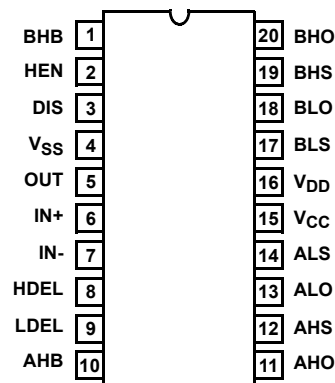 BHB 1 20 BHO
HEN 2 19 BHS
DIS 3 18 BLO
VSS 4 17 BLS
OUT 5 16 VDD
IN+ 6 15 VCC
IN- 7 14 ALS
HDEL 8 13 ALO
LDEL 9 12 AHS
AHB 10 11 AHO